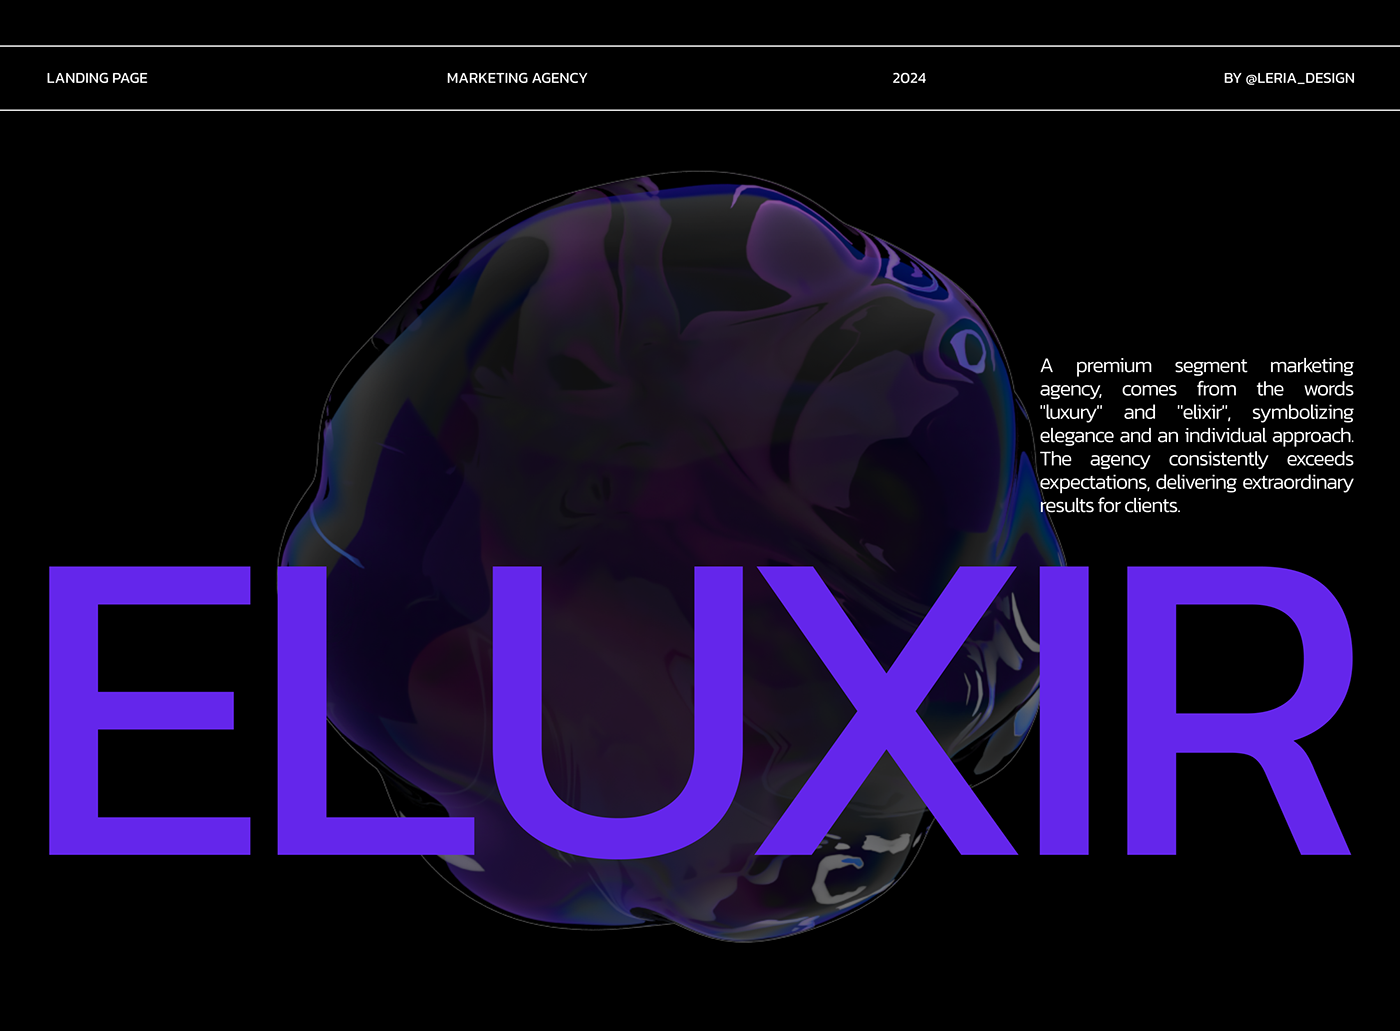 LANDING PAGE MARKETING AGENCY 2024 BY @LERIA_DESIGN
A premium segment marketing
agency, comes from the words
"luxury" and "elixir", symbolizing
elegance and an individual approach.
The agency consistently exceeds
expectations, delivering extraordinary
results for clients.
ELUXIR